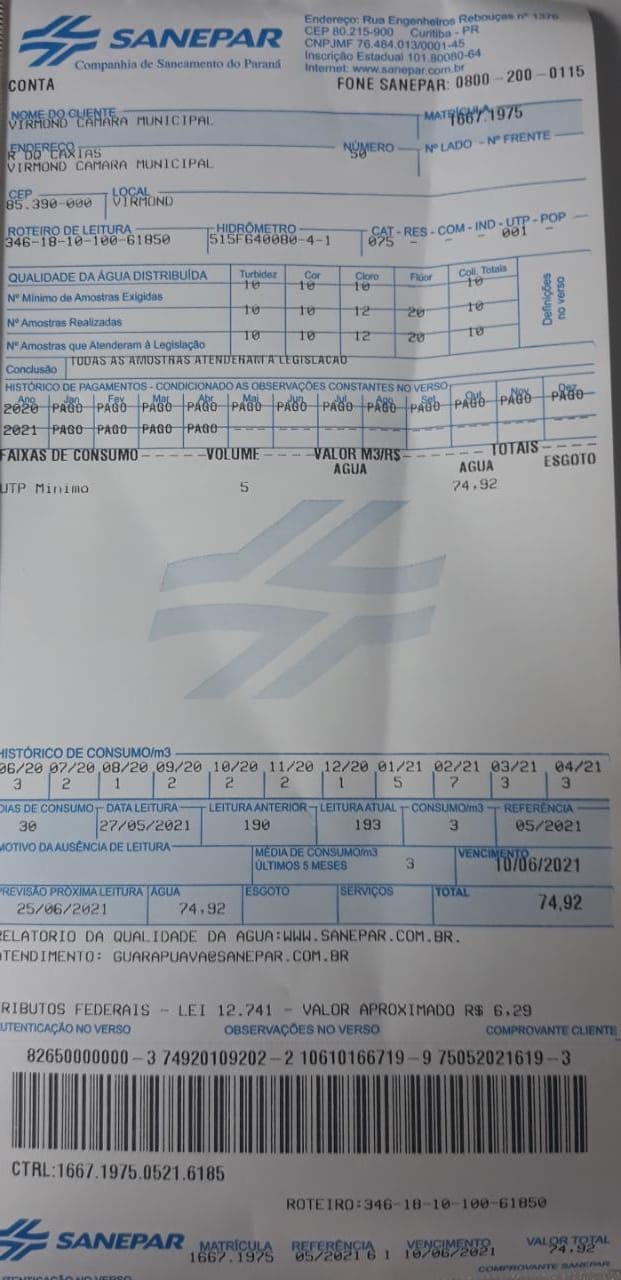 SANEPAR
Companhia de Saneamento do Paraná
Endereço: Rua Engenheiros Rebouças nº 1376
CEP 80.215-900 Curitiba - PR
CNPJMF 76.484.013/0001-45
Inscrição Estadual 101.80080-64
Internet: www.sanepar.com.br
CONTA FONE SANEPAR: 0800-200-0115
NOME DO CLIENTE MATRÍCULA
VIRMOND CAMARA MUNICIPAL 1667.1975
ENDEREÇO NÚMERO Nº LADO - Nº FRENTE
R DQ CAXIAS 50
VIRMOND CAMARA MUNICIPAL
CEP LOCAL
85.390-000 VIRMOND
ROTEIRO DE LEITURA HIDRÔMETRO CAT - RES - COM - IND - UTP - POP
346-18-10-100-61850 515F640080-4-1 075 - - - 001 -
QUALIDADE DA ÁGUA DISTRIBUÍDA Turbidez Cor Cloro Flúor Coli. Totais
Nº Mínimo de Amostras Exigidas 10 10 10 10
Nº Amostras Realizadas 10 10 12 20 10
Nº Amostras que Atenderam à Legislação 10 10 12 20 10
Definições no verso
Conclusão TODAS AS AMOSTRAS ATENDERAM A LEGISLACAO
HISTÓRICO DE PAGAMENTOS - CONDICIONADO AS OBSERVAÇÕES CONSTANTES NO VERSO
Ano Jan Fev Mar Abr Mai Jun Jul Ago Set Out Nov Dez
2020 PAGO PAGO PAGO PAGO PAGO PAGO PAGO PAGO PAGO PAGO PAGO PAGO
2021 PAGO PAGO PAGO PAGO
FAIXAS DE CONSUMO - - - - - -VOLUME- - - - -VALOR M3/R$- - - - - - TOTAIS- - - -
AGUA AGUA ESGOTO
UTP Minimo 5 74,92
HISTÓRICO DE CONSUMO/m3
06/20 07/20 08/20 09/20 10/20 11/20 12/20 01/21 02/21 03/21 04/21
3 2 1 2 2 2 1 5 7 3 3
DIAS DE CONSUMO DATA LEITURA LEITURA ANTERIOR LEITURA ATUAL CONSUMO/m3 REFERÊNCIA
30 27/05/2021 190 193 3 05/2021
MOTIVO DA AUSÊNCIA DE LEITURA MÉDIA DE CONSUMO/m3 ÚLTIMOS 5 MESES 3 VENCIMENTO 10/06/2021
PREVISÃO PRÓXIMA LEITURA ÁGUA ESGOTO SERVIÇOS TOTAL
25/06/2021 74,92 74,92
RELATORIO DA QUALIDADE DA AGUA:WWW.SANEPAR.COM.BR.
ATENDIMENTO: GUARAPUAVA@SANEPAR.COM.BR
TRIBUTOS FEDERAIS - LEI 12.741 - VALOR APROXIMADO R$ 6,29
AUTENTICAÇÃO NO VERSO OBSERVAÇÕES NO VERSO COMPROVANTE CLIENTE
82650000000-3 74920109202-2 10610166719-9 75052021619-3
CTRL:1667.1975.0521.6185
ROTEIRO:346-18-10-100-61850
SANEPAR MATRÍCULA REFERÊNCIA VENCIMENTO VALOR TOTAL
1667.1975 05/2021 6 1 10/06/2021 74,92
AUTENTICAÇÃO NO VERSO COMPROVANTE SANEPAR